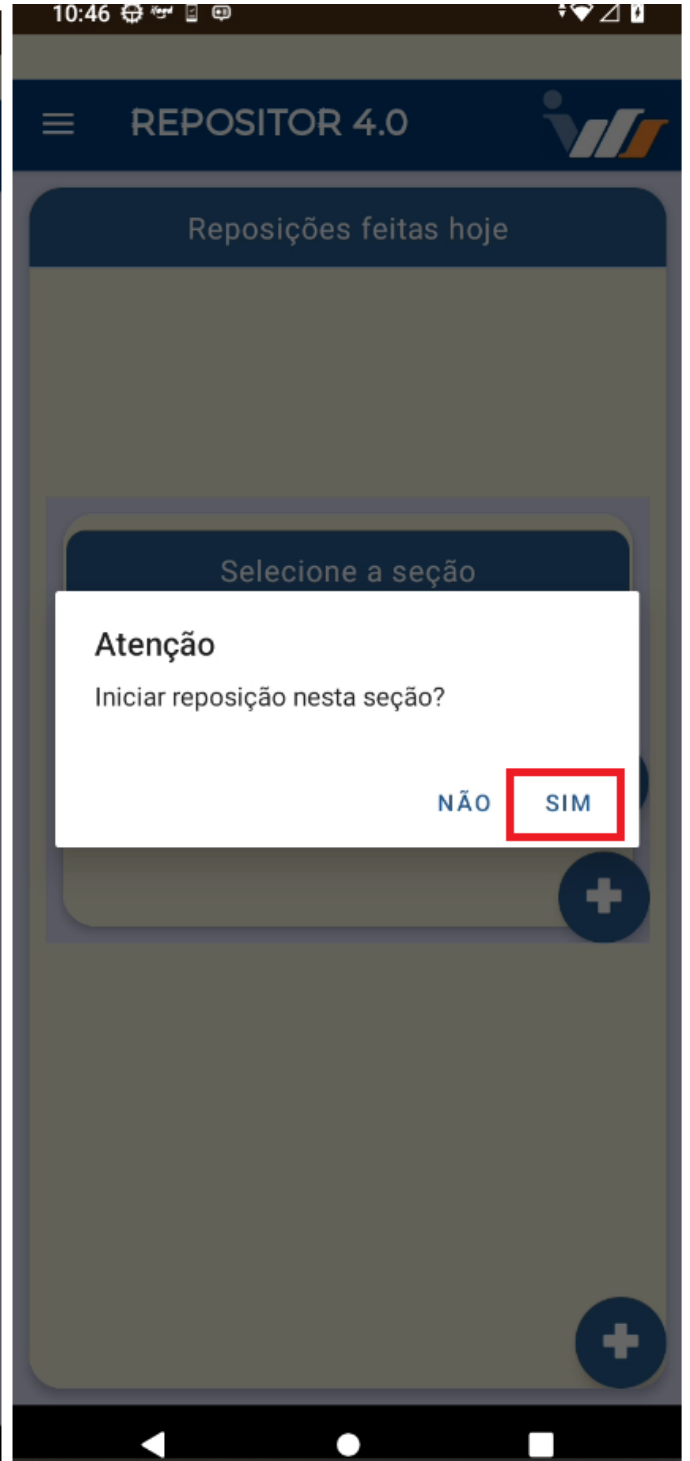 10:46
REPOSITOR 4.0
Reposições feitas hoje
Selecione a seção
Atenção
Iniciar reposição nesta seção?
NÃO SIM